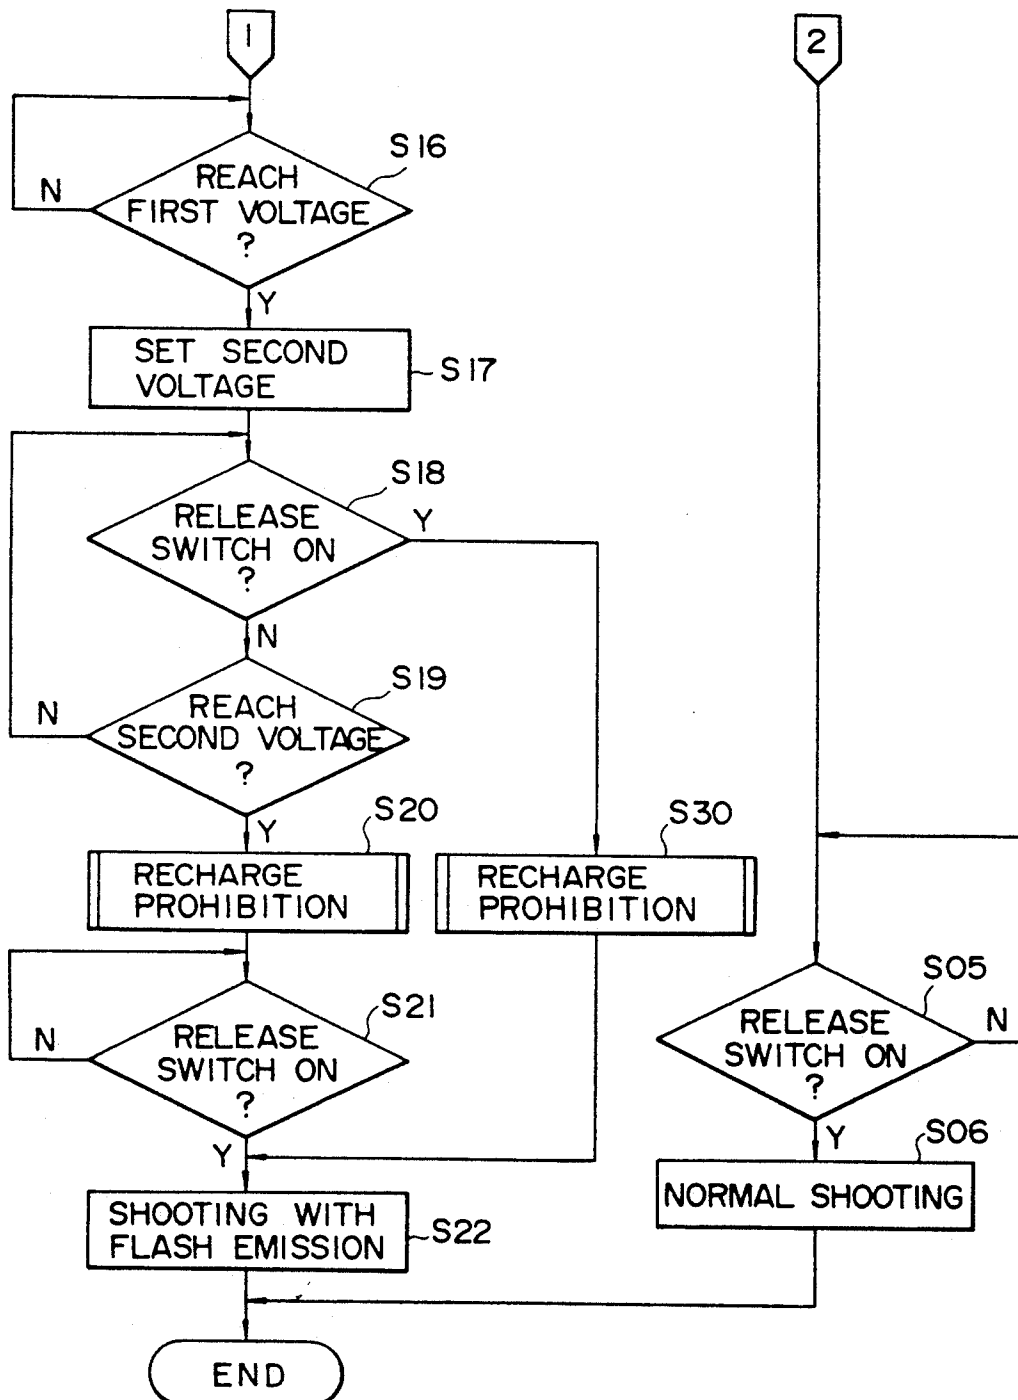 1
S16
REACH
FIRST VOLTAGE
?
N
Y
SET SECOND
VOLTAGE
S17
S18
RELEASE
SWITCH ON
?
Y
N
S19
REACH
SECOND VOLTAGE
?
N
Y
S20
RECHARGE
PROHIBITION
S30
RECHARGE
PROHIBITION
S21
RELEASE
SWITCH ON
?
N
Y
SHOOTING WITH
FLASH EMISSION
S22
2
S05
RELEASE
SWITCH ON
?
N
Y
S06
NORMAL SHOOTING
END